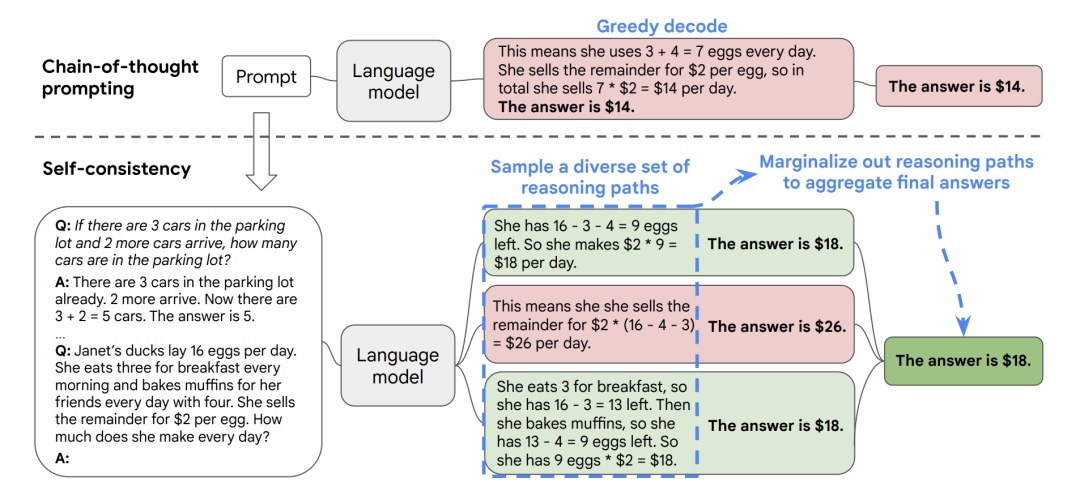 Greedy decode
Chain-of-thought
prompting
Prompt
Language
model
This means she uses 3 + 4 = 7 eggs every day.
She sells the remainder for $2 per egg, so in
total she sells 7 * $2 = $14 per day.
The answer is $14.
The answer is $14.
Self-consistency
Sample a diverse set of
reasoning paths
Marginalize out reasoning paths
to aggregate final answers
Q: If there are 3 cars in the parking
lot and 2 more cars arrive, how many
cars are in the parking lot?
A: There are 3 cars in the parking lot
already. 2 more arrive. Now there are
3 + 2 = 5 cars. The answer is 5.
...
Q: Janet's ducks lay 16 eggs per day.
She eats three for breakfast every
morning and bakes muffins for her
friends every day with four. She sells
the remainder for $2 per egg. How
much does she make every day?
A:
Language
model
She has 16 - 3 - 4 = 9 eggs
left. So she makes $2 * 9 =
$18 per day.
The answer is $18.
This means she she sells the
remainder for $2 * (16 - 4 - 3)
= $26 per day.
The answer is $26.
She eats 3 for breakfast, so
she has 16 - 3 = 13 left. Then
she bakes muffins, so she
has 13 - 4 = 9 eggs left. So
she has 9 eggs * $2 = $18.
The answer is $18.
The answer is $18.